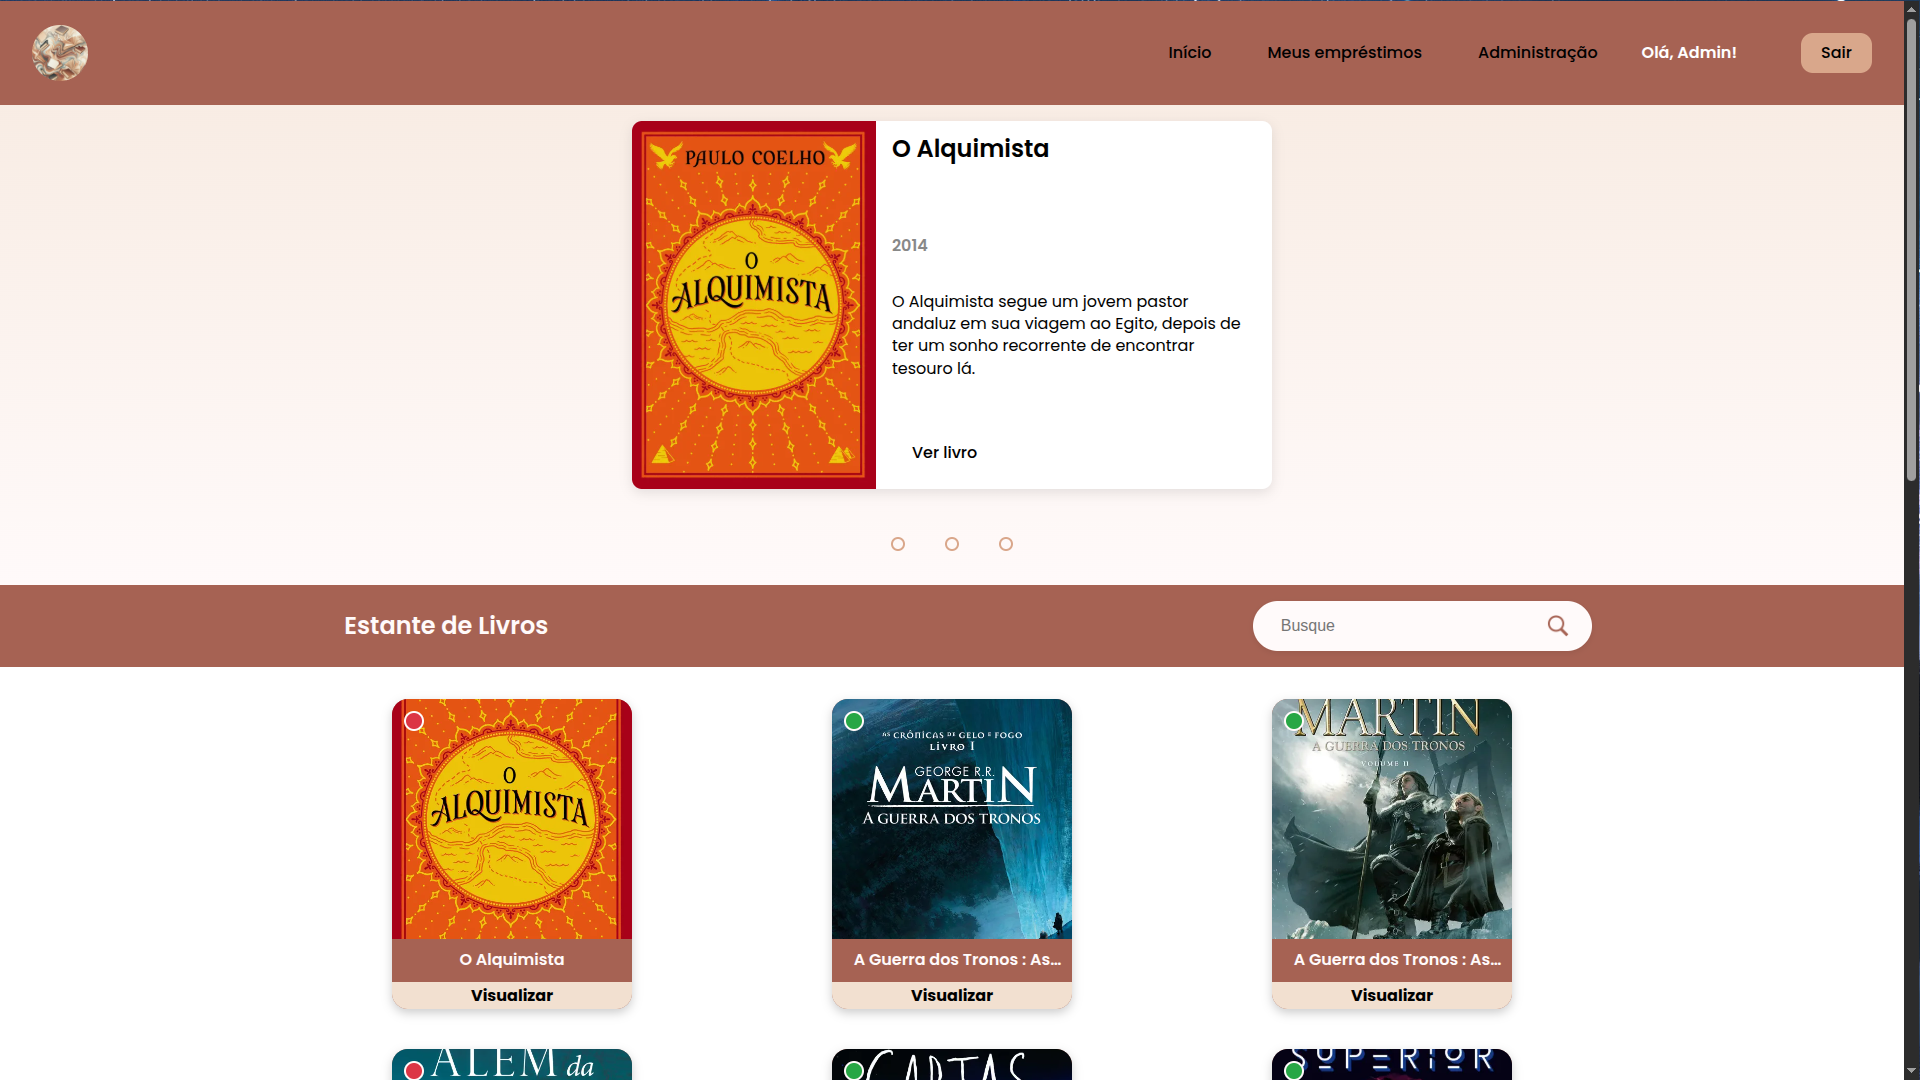 Início
Meus empréstimos
Administração
Olá, Admin!
Sair
PAULO COELHO
O
ALQUIMISTA
O Alquimista
2014
O Alquimista segue um jovem pastor
andaluz em sua viagem ao Egito, depois de
ter um sonho recorrente de encontrar
tesouro lá.
Ver livro
Estante de Livros
Busque
O
ALQUIMISTA
O Alquimista
Visualizar
AS CRÔNICAS DE GELO E FOGO
LIVRO I
GEORGE R.R.
MARTIN
A GUERRA DOS TRONOS
A Guerra dos Tronos : As...
Visualizar
MARTIN
A GUERRA DOS TRONOS
VOLUME II
A Guerra dos Tronos : As...
Visualizar
ALÉM da
CARTAS
SUPERIOR